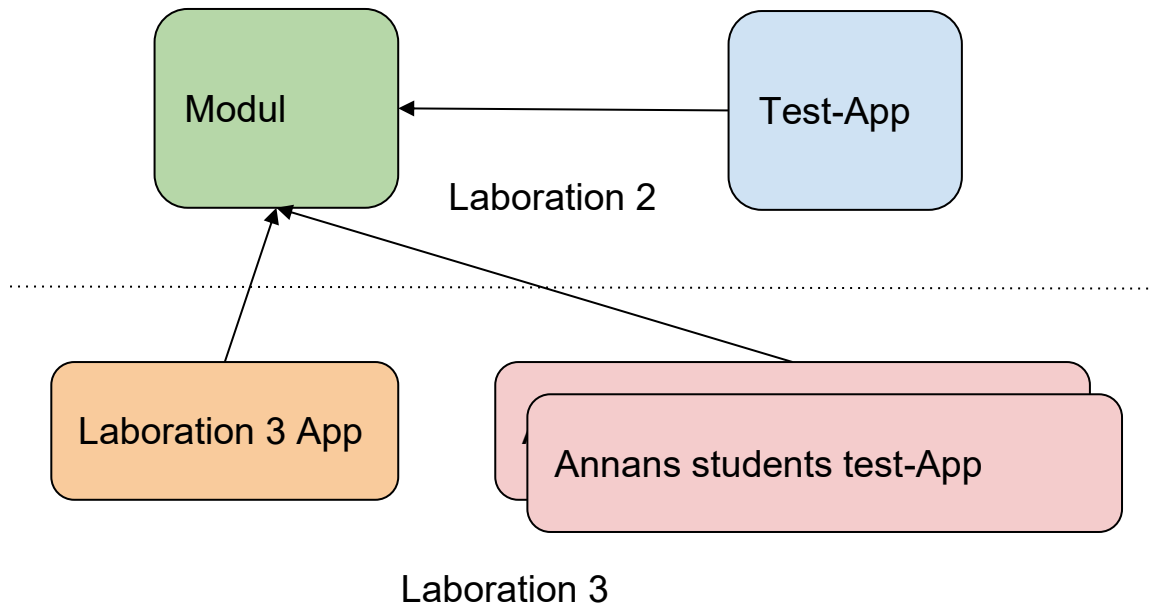 Modul
Test-App
Laboration 2
Laboration 3 App
Annans students test-App
Laboration 3